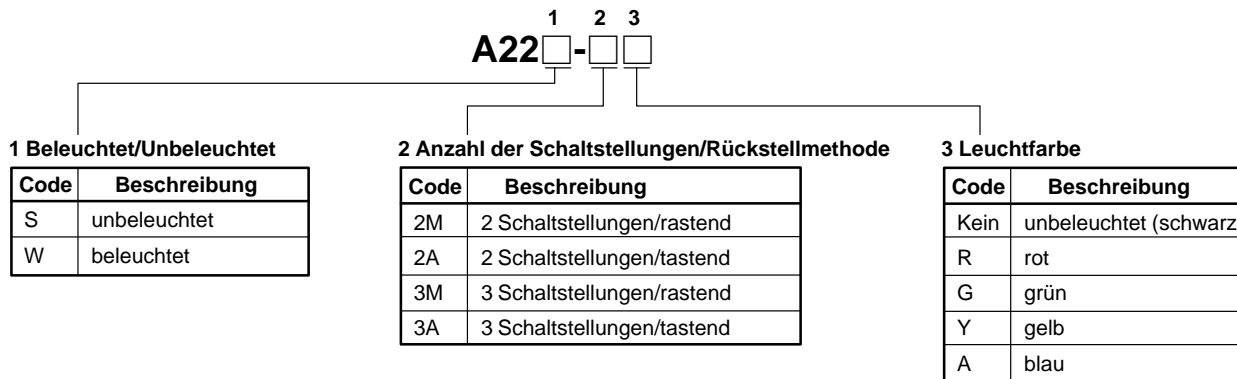 1 2 3
A22□-□□
1 Beleuchtet/Unbeleuchtet
Code Beschreibung
S unbeleuchtet
W beleuchtet
2 Anzahl der Schaltstellungen/Rückstellmethode
Code Beschreibung
2M 2 Schaltstellungen/rastend
2A 2 Schaltstellungen/tastend
3M 3 Schaltstellungen/rastend
3A 3 Schaltstellungen/tastend
3 Leuchtfarbe
Code Beschreibung
Kein unbeleuchtet (schwarz
R rot
G grün
Y gelb
A blau